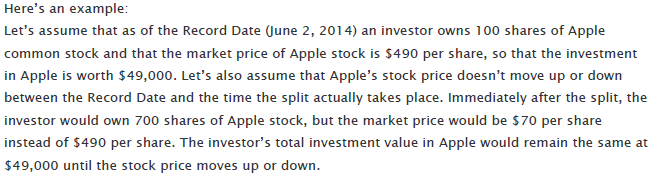 Here's an example:
Let's assume that as of the Record Date (June 2, 2014) an investor owns 100 shares of Apple
common stock and that the market price of Apple stock is $490 per share, so that the investment
in Apple is worth $49,000. Let's also assume that Apple's stock price doesn't move up or down
between the Record Date and the time the split actually takes place. Immediately after the split, the
investor would own 700 shares of Apple stock, but the market price would be $70 per share
instead of $490 per share. The investor's total investment value in Apple would remain the same at
$49,000 until the stock price moves up or down.